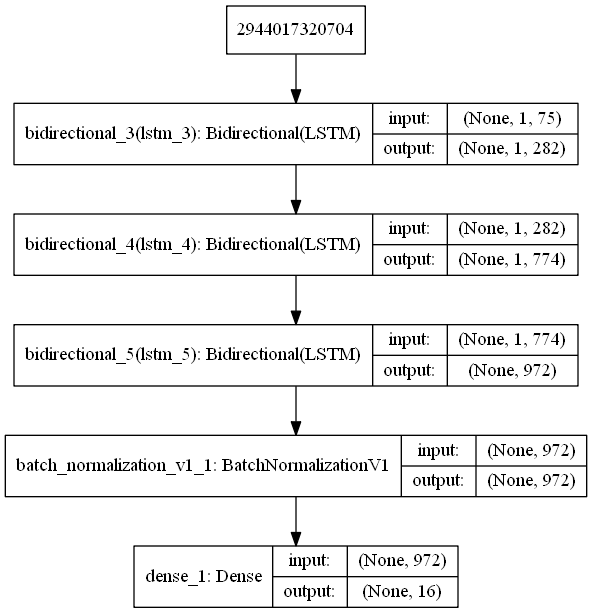 2944017320704
bidirectional_3(lstm_3): Bidirectional(LSTM)
input: (None, 1, 75)
output: (None, 1, 282)
bidirectional_4(lstm_4): Bidirectional(LSTM)
input: (None, 1, 282)
output: (None, 1, 774)
bidirectional_5(lstm_5): Bidirectional(LSTM)
input: (None, 1, 774)
output: (None, 972)
batch_normalization_v1_1: BatchNormalizationV1
input: (None, 972)
output: (None, 972)
dense_1: Dense
input: (None, 972)
output: (None, 16)